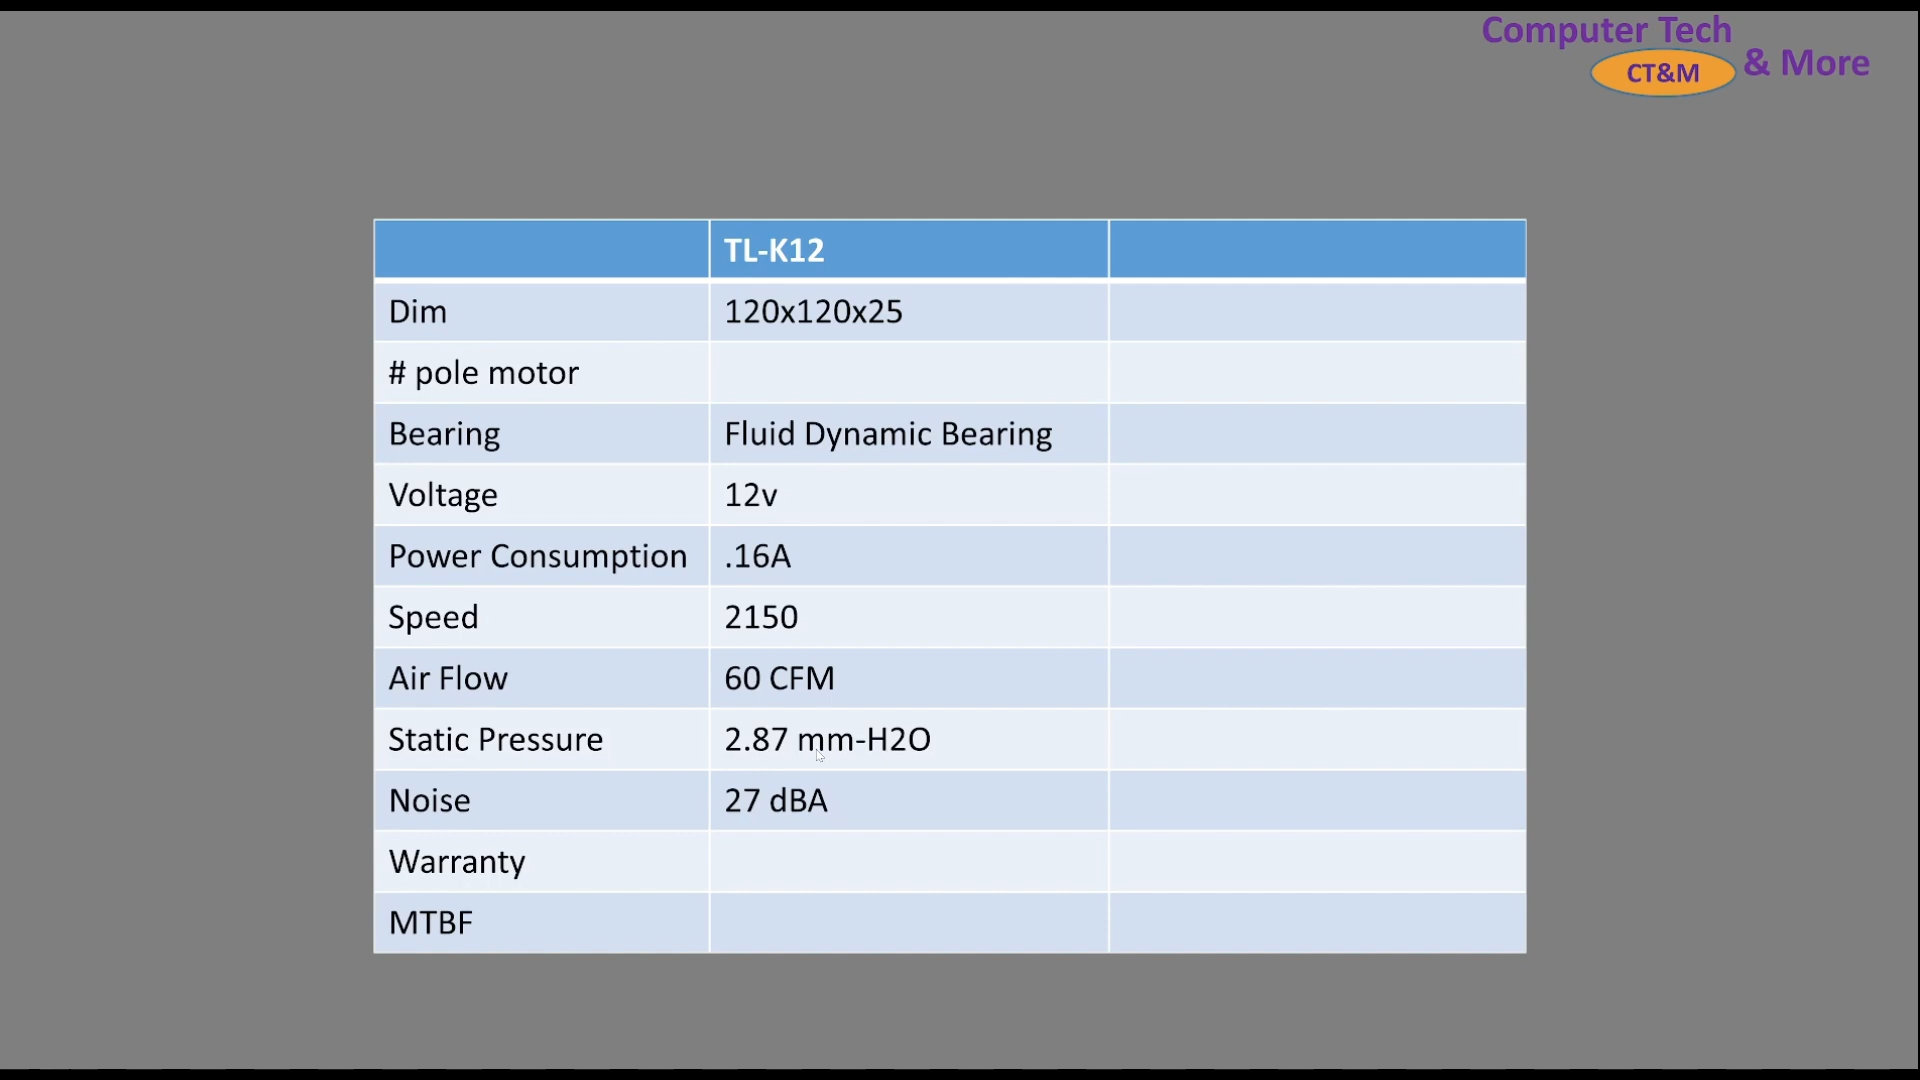 Computer Tech
& More
CT&M
TL-K12
Dim 120x120x25
# pole motor
Bearing Fluid Dynamic Bearing
Voltage 12v
Power Consumption .16A
Speed 2150
Air Flow 60 CFM
Static Pressure 2.87 mm-H2O
Noise 27 dBA
Warranty
MTBF